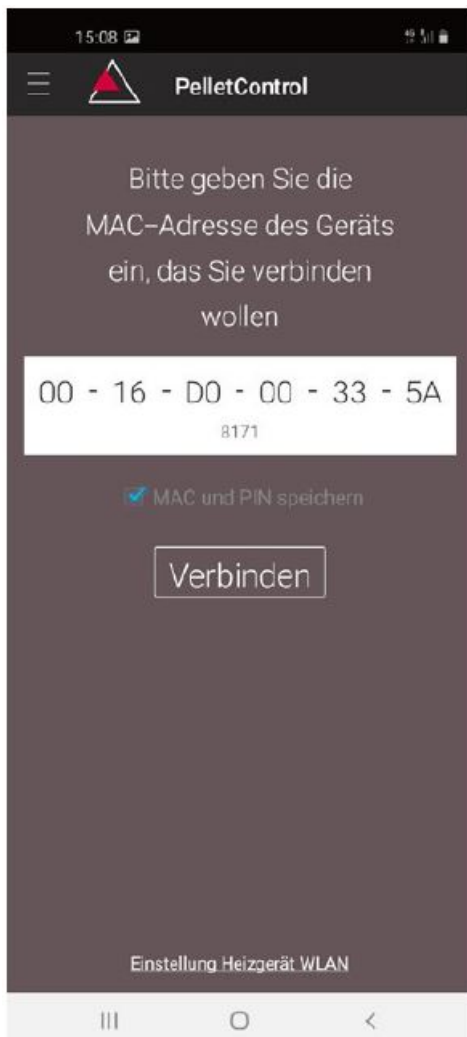 15:08
PelletControl
Bitte geben Sie die
MAC-Adresse des Geräts
ein, das Sie verbinden
wollen
00 - 16 - D0 - 00 - 33 - 5A
8171
MAC und PIN speichern
Verbinden
Einstellung Heizgerät WLAN